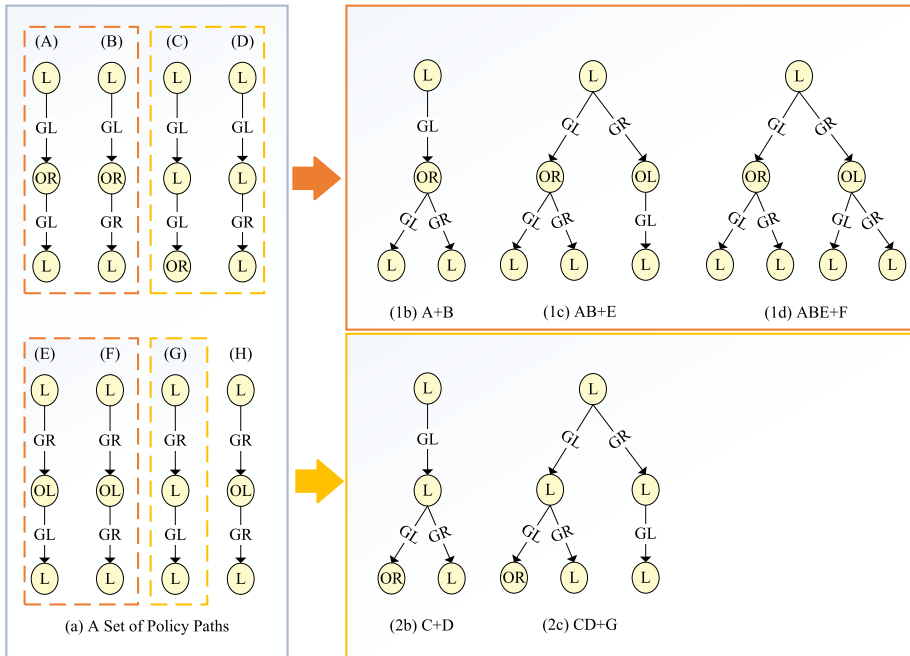 (A) (B) (C) (D)
L L L L
GL GL GL GL
OR OR L L
GL GR GL GR
L L OR L
(E) (F) (G) (H)
L L L L
GR GR GR GR
OL OL L OL
GL GR GL GR
L L L L
(a) A Set of Policy Paths
L L L
GL GL GR GL GR
OR OR OL OR OL
GL GR GL GR GL GL GR GL GR
L L L L L L L L L
(1b) A+B (1c) AB+E (1d) ABE+F
L L
GL GL GR
L L L
GL GR GL GR GL
OR L OR L L
(2b) C+D (2c) CD+G